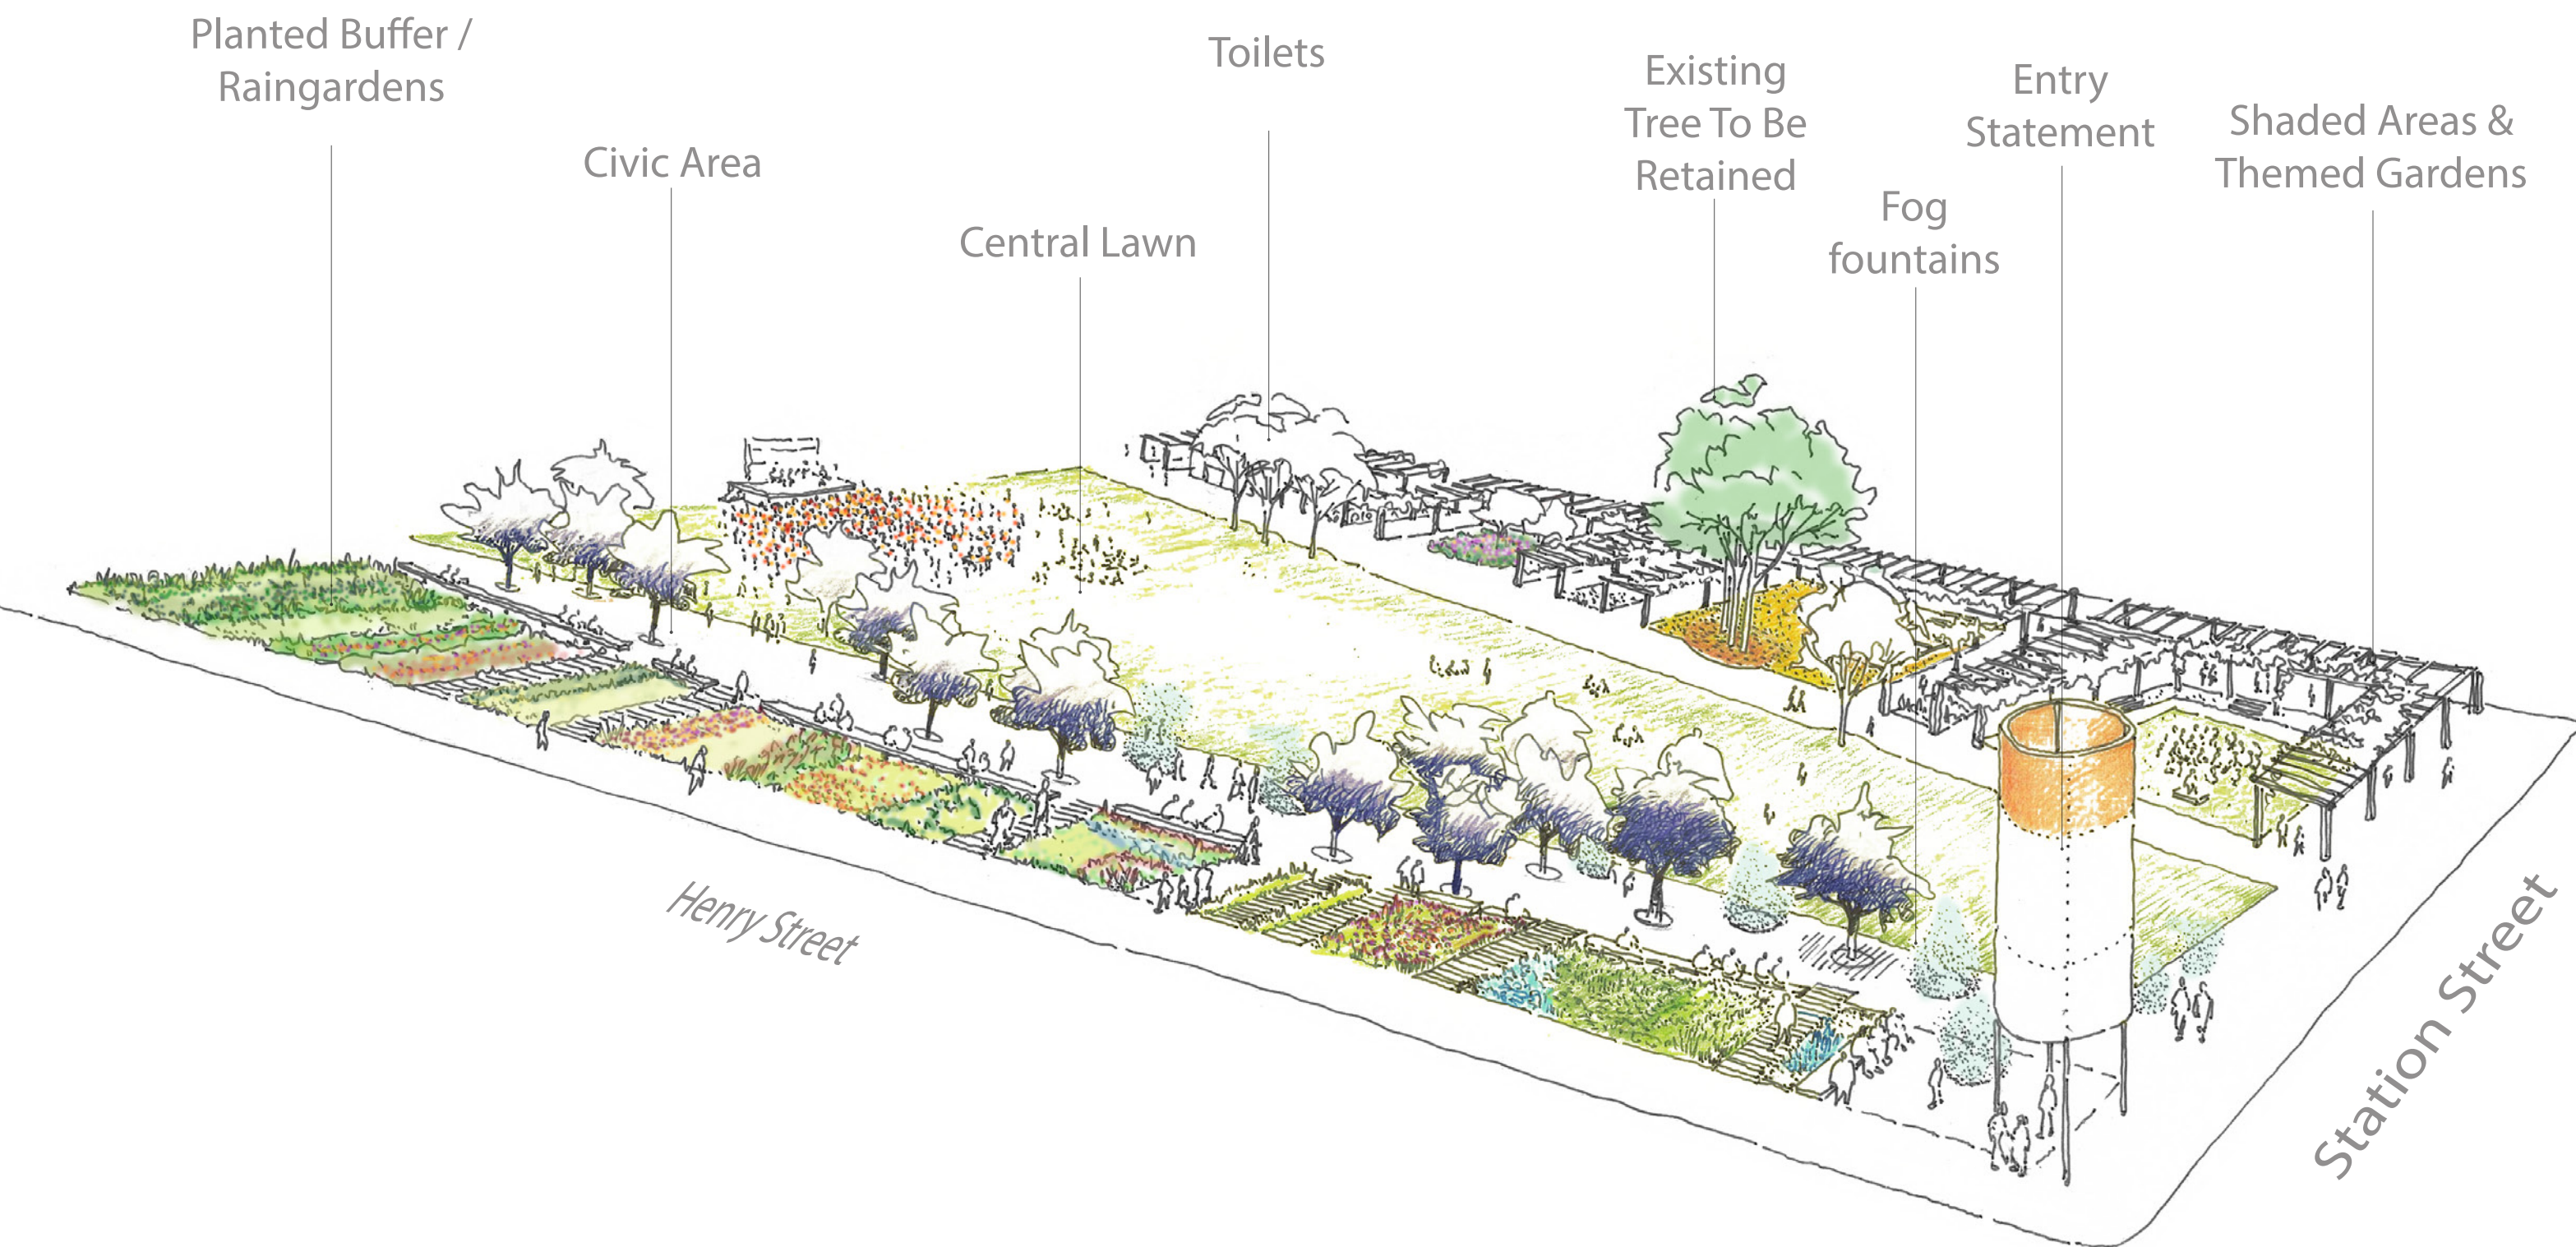 Planted Buffer /
Raingardens
Civic Area
Central Lawn
Toilets
Existing
Tree To Be
Retained
Fog
fountains
Entry
Statement
Shaded Areas &
Themed Gardens
Henry Street
Station Street